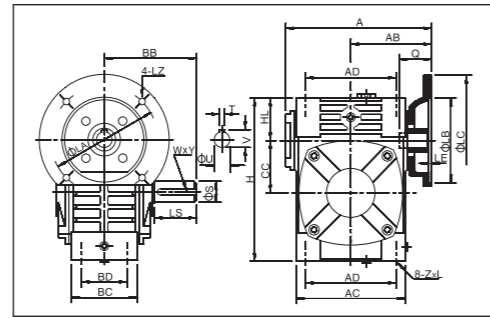 A
BB
AB
4-LZ
AD
Q
T
HL
ΦLA
V
WxY
ΦU
ΦLB
ΦLC
LE
H
CC
ΦS
LS
BD
AD
8-ZxL
BC
AC